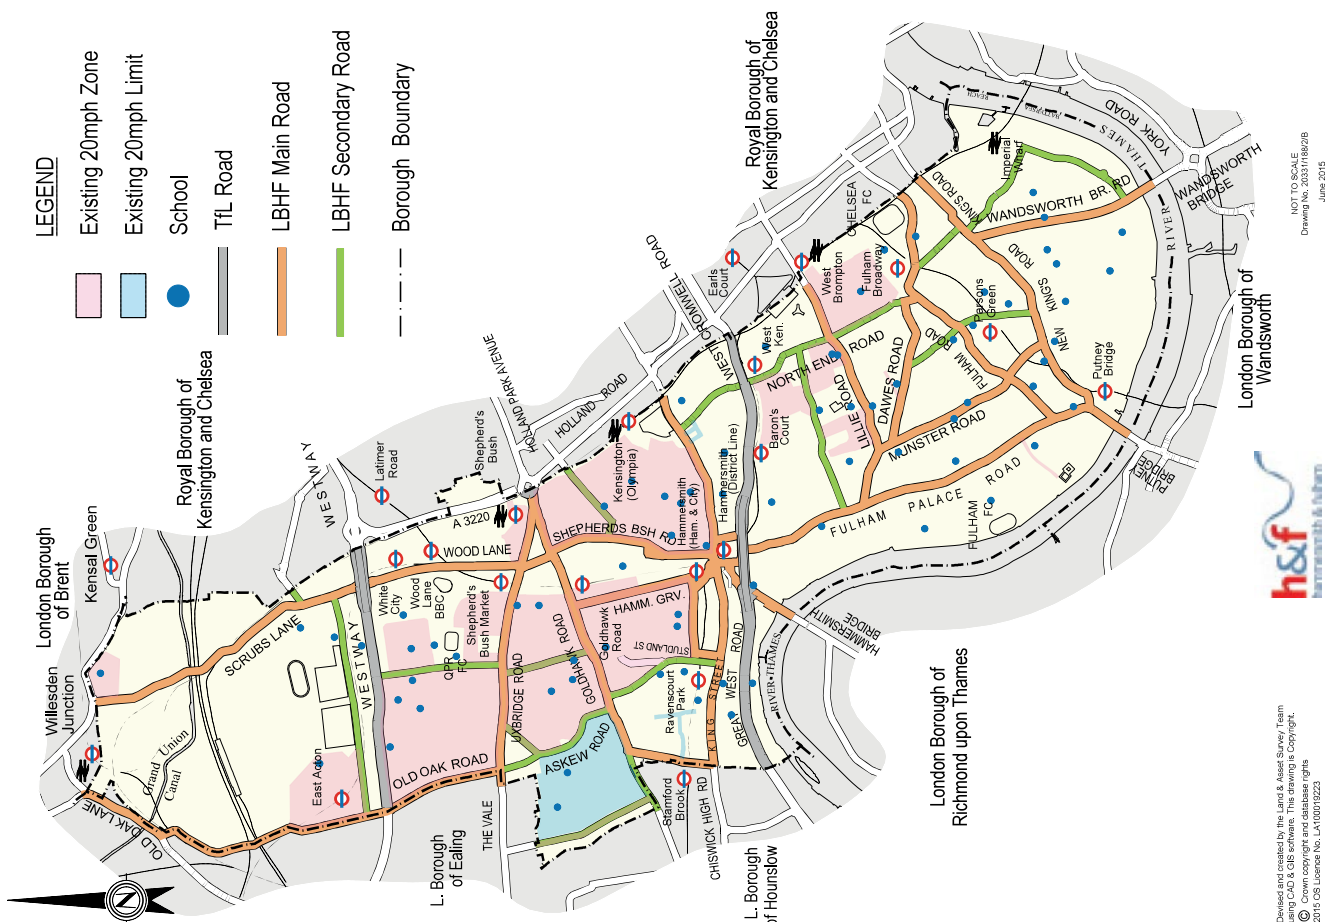 LEGEND
Existing 20mph Zone
Existing 20mph Limit
School
TfL Road
LBHF Main Road
LBHF Secondary Road
Borough Boundary
London Borough
of Brent
Kensal Green
Willesden
Junction
Royal Borough of
Kensington and Chelsea
Royal Borough of
Kensington and Chelsea
WESTWAY
Latimer
Road
Shepherd's
Bush
HOLLAND PARK AVENUE
HOLLAND ROAD
WEST CROMWELL ROAD
Earls
Court
SCRUBS LANE
Grand Union
Canal
OLD OAK LANE
East Acton
WESTWAY
OLD OAK ROAD
A 3220
WOOD LANE
White
City
Wood
Lane
BBC
QPR
FC
Shepherd's
Bush Market
UXBRIDGE ROAD
GOLDHAWK ROAD
Goldhawk
Road
SHEPHERDS BSH RD
HAMM. GRV.
STUDLAND ST
Kensington
(Olympia)
Hammersmith
(Ham. & City)
Hammersmith
(District Line)
ASKEW ROAD
THE VALE
Ravenscourt
Park
Stamford
Brook
KING STREET
GREAT WEST ROAD
CHISWICK HIGH RD
RIVER THAMES
HAMMERSMITH
BRIDGE
L. Borough
of Ealing
L. Borough
of Hounslow
London Borough of
Richmond upon Thames
West
Ken.
Baron's
Court
NORTH END ROAD
LILLIE ROAD
DAWES ROAD
MUNSTER ROAD
FULHAM ROAD
FULHAM PALACE ROAD
FULHAM
FC
West
Brompton
Fulham
Broadway
CHELSEA
FC
KING'S ROAD
NEW KINGS ROAD
Parsons
Green
Putney
Bridge
PUTNEY
BRIDGE
Imperial
Wharf
WANDSWORTH BR. RD
WANDSWORTH
BRIDGE
YORK ROAD
BATTERSEA REACH
RIVER THAMES
London Borough of
Wandsworth
NOT TO SCALE
Drawing No. 20331/188/2/B
June 2015
h&f
hammersmith & fulham
Devised and created by the Land & Asset Survey Team
using CAD & GIS software. This drawing is Copyright.
© Crown copyright and database rights
2015 OS Licence No. LA100019223